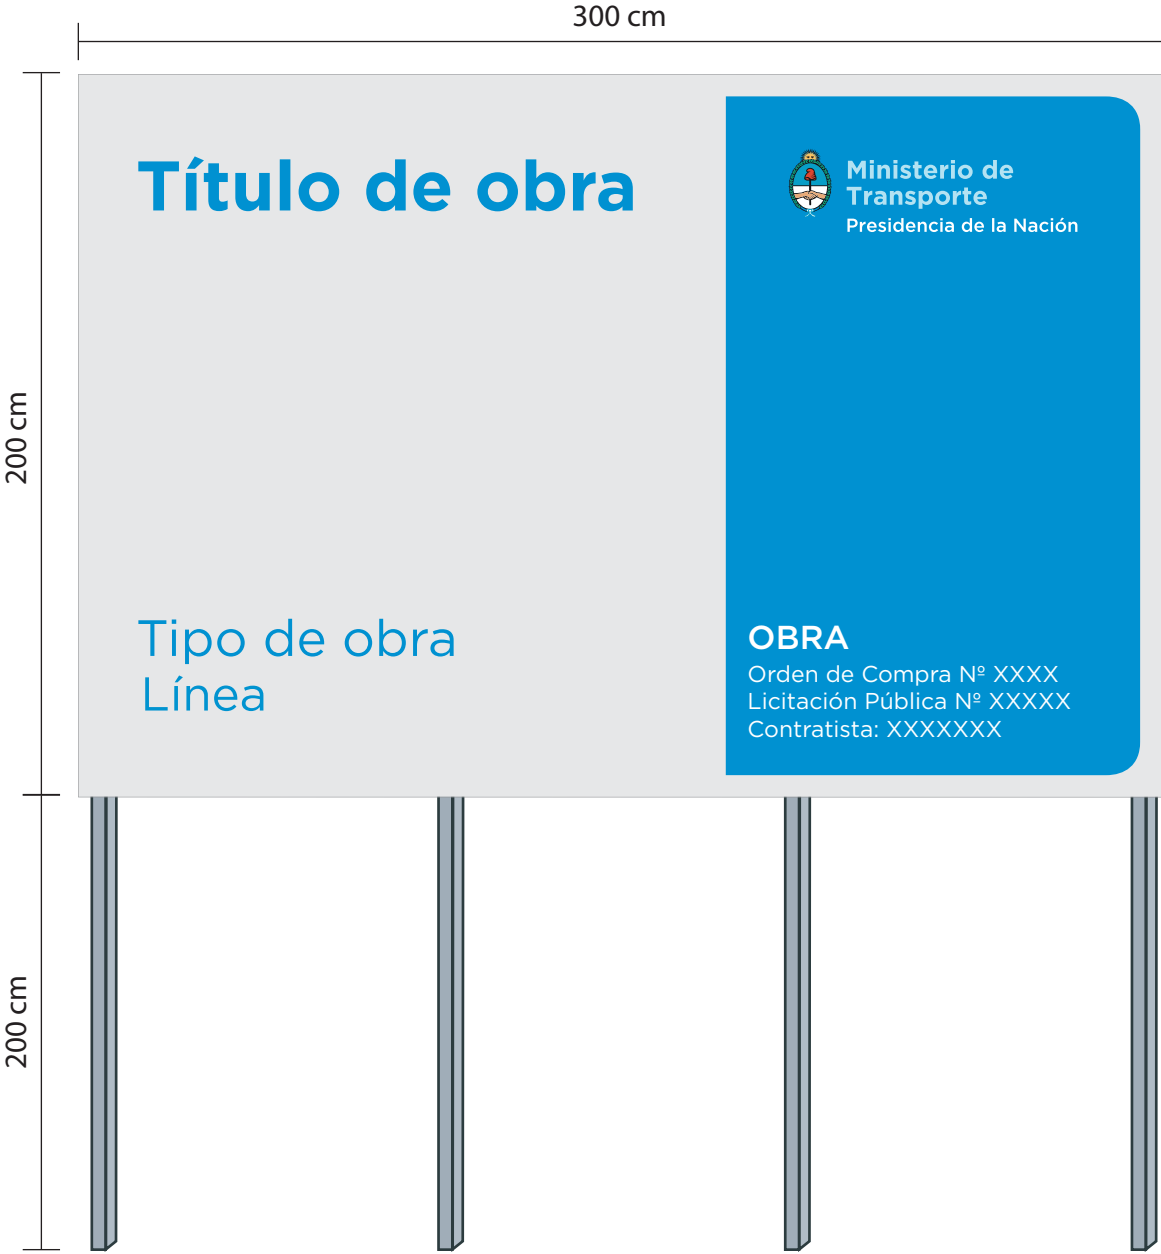 300 cm
200 cm
Título de obra
Ministerio de
Transporte
Presidencia de la Nación
Tipo de obra
Línea
OBRA
Orden de Compra Nº XXXX
Licitación Pública Nº XXXXX
Contratista: XXXXXXX
200 cm